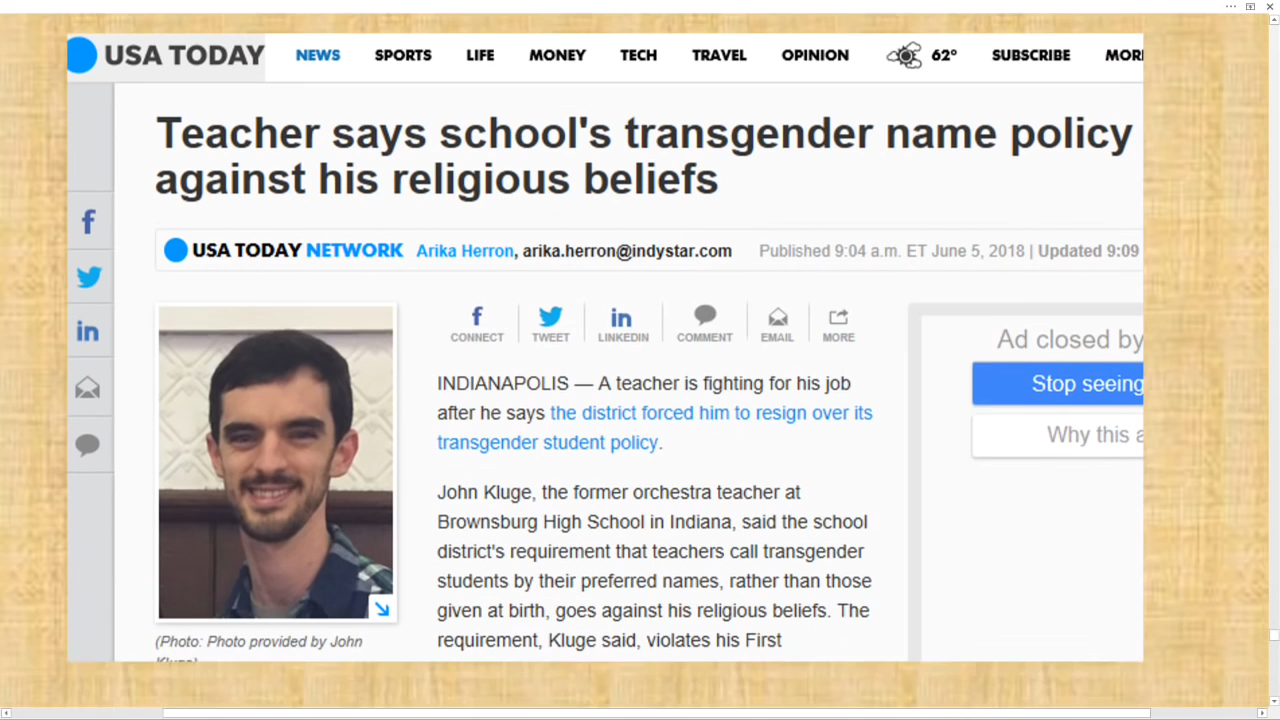 USA TODAY NEWS SPORTS LIFE MONEY TECH TRAVEL OPINION 62° SUBSCRIBE MOR
Teacher says school's transgender name policy
against his religious beliefs
USA TODAY NETWORK Arika Herron, arika.herron@indystar.com Published 9:04 a.m. ET June 5, 2018 | Updated 9:09
CONNECT TWEET LINKEDIN COMMENT EMAIL MORE
INDIANAPOLIS — A teacher is fighting for his job
after he says the district forced him to resign over its
transgender student policy.
John Kluge, the former orchestra teacher at
Brownsburg High School in Indiana, said the school
district's requirement that teachers call transgender
students by their preferred names, rather than those
given at birth, goes against his religious beliefs. The
requirement, Kluge said, violates his First
(Photo: Photo provided by John
Kluge)
Ad closed by
Stop seeing
Why this a